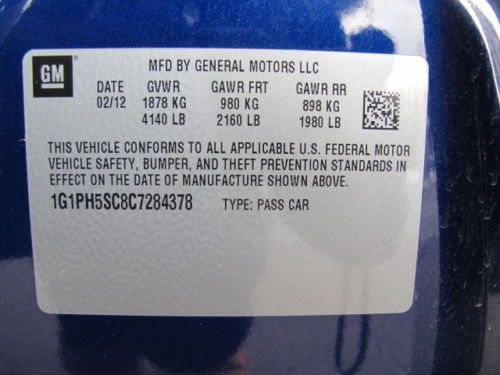 GM
MFD BY GENERAL MOTORS LLC
DATE GVWR GAWR FRT GAWR RR
02/12 1878 KG 980 KG 898 KG
4140 LB 2160 LB 1980 LB
THIS VEHICLE CONFORMS TO ALL APPLICABLE U.S. FEDERAL MOTOR
VEHICLE SAFETY, BUMPER, AND THEFT PREVENTION STANDARDS IN
EFFECT ON THE DATE OF MANUFACTURE SHOWN ABOVE.
1G1PH5SC8C7284378 TYPE: PASS CAR